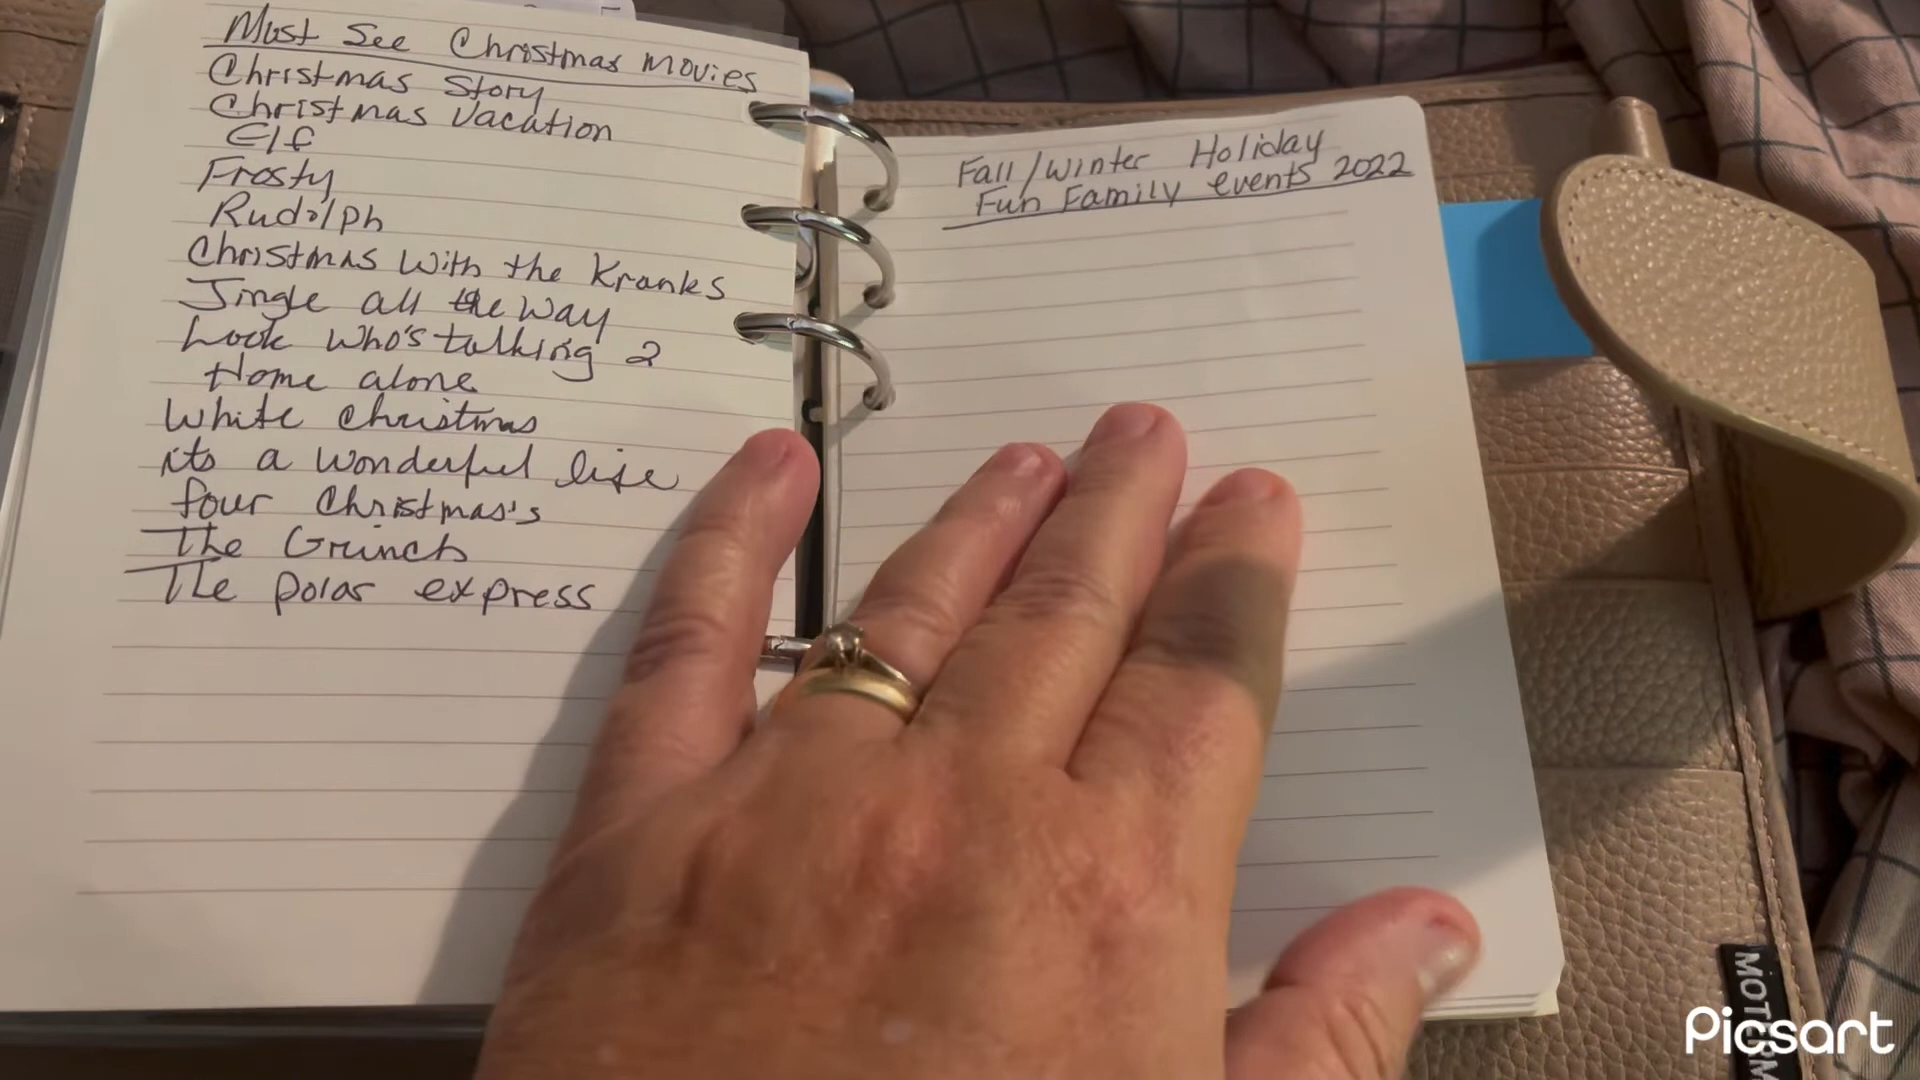 Must See Christmas Movies
Christmas Story
Christmas Vacation
Elf
Frosty
Rudolph
Christmas With the Kranks
Jingle all the Way
Look Who's talking 2
Home alone
White Christmas
its a wonderful life
four Christmas's
The Grinch
The Polar express
Fall/Winter Holiday
Fun Family events 2022
Picsart